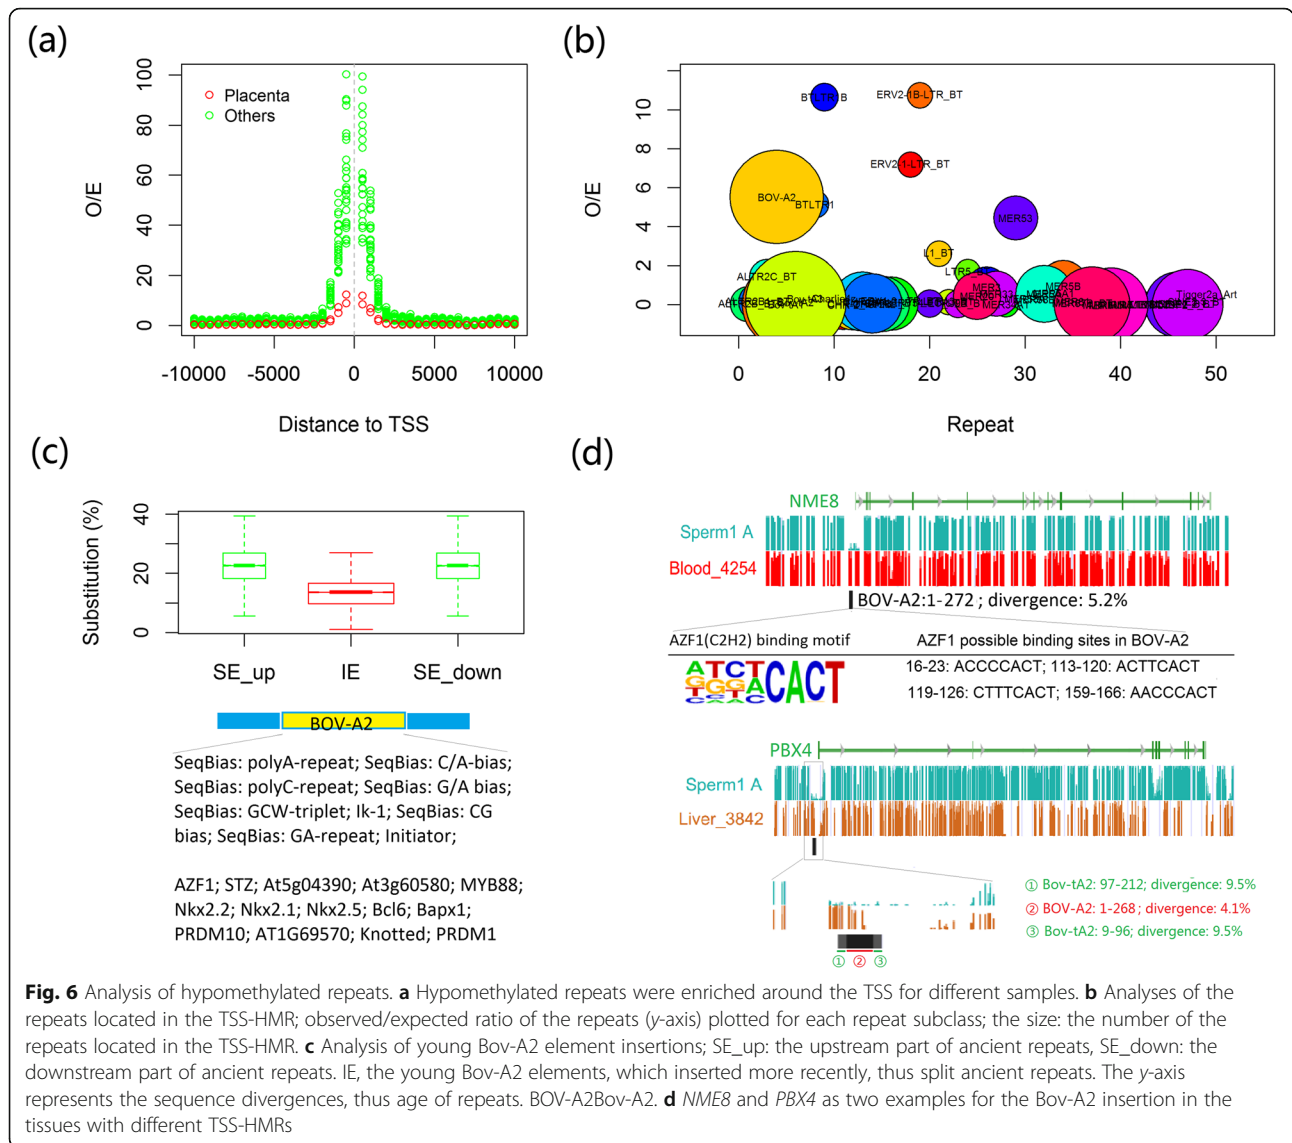 (a)
(b)
100
80
60
40
20
0
O/E
Placenta
Others
-10000
-5000
0
5000
10000
Distance to TSS
10
8
6
4
2
0
O/E
BTLTR1B
ERV2-1B-LTR_BT
ERV2-1-LTR_BT
BOV-A2
BTLTR1
MER53
L1_BT
LTR5_BT
ALTR2C_BT
MER5B
Tigger2a_Art
0
10
20
30
40
50
Repeat
(c)
(d)
40
20
0
Substitution (%)
SE_up
IE
SE_down
BOV-A2
SeqBias: polyA-repeat; SeqBias: C/A-bias;
SeqBias: polyC-repeat; SeqBias: G/A bias;
SeqBias: GCW-triplet; Ik-1; SeqBias: CG
bias; SeqBias: GA-repeat; Initiator;
AZF1; STZ; At5g04390; At3g60580; MYB88;
Nkx2.2; Nkx2.1; Nkx2.5; Bcl6; Bapx1;
PRDM10; AT1G69570; Knotted; PRDM1
NME8
Sperm1 A
Blood_4254
BOV-A2:1-272 ; divergence: 5.2%
AZF1(C2H2) binding motif
AZF1 possible binding sites in BOV-A2
CACT
16-23: ACCCCACT; 113-120: ACTTCACT
119-126: CTTTCACT; 159-166: AACCCACT
PBX4
Sperm1 A
Liver_3842
① Bov-tA2: 97-212; divergence: 9.5%
② BOV-A2: 1-268 ; divergence: 4.1%
③ Bov-tA2: 9-96; divergence: 9.5%
① ② ③
Fig. 6 Analysis of hypomethylated repeats. a Hypomethylated repeats were enriched around the TSS for different samples. b Analyses of the
repeats located in the TSS-HMR; observed/expected ratio of the repeats (y-axis) plotted for each repeat subclass; the size: the number of the
repeats located in the TSS-HMR. c Analysis of young Bov-A2 element insertions; SE_up: the upstream part of ancient repeats, SE_down: the
downstream part of ancient repeats. IE, the young Bov-A2 elements, which inserted more recently, thus split ancient repeats. The y-axis
represents the sequence divergences, thus age of repeats. BOV-A2Bov-A2. d NME8 and PBX4 as two examples for the Bov-A2 insertion in the
tissues with different TSS-HMRs